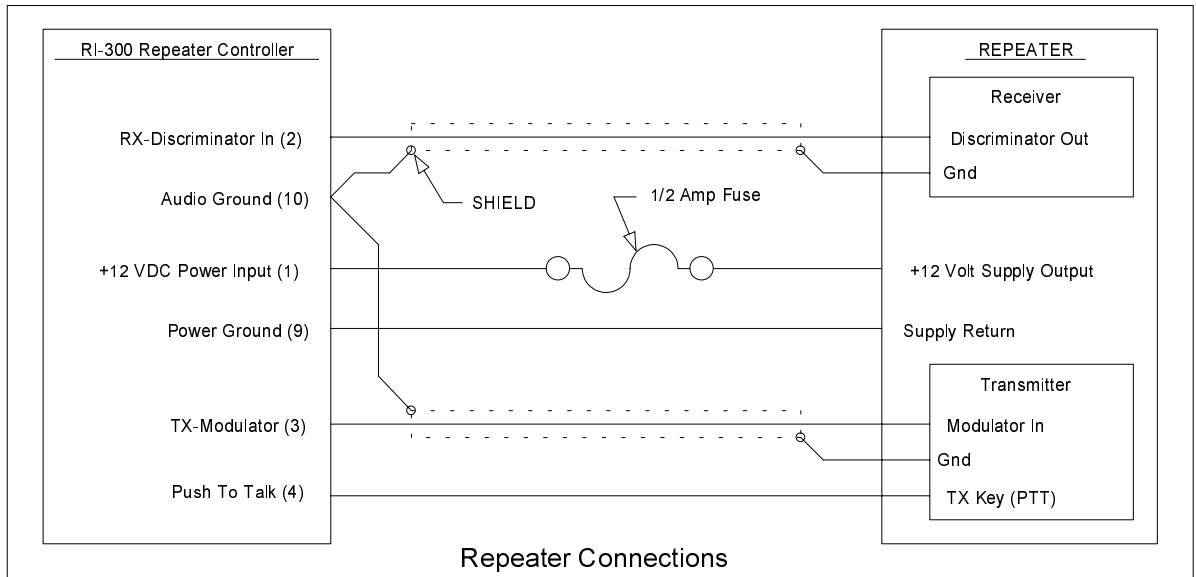 RI-300 Repeater Controller
REPEATER
Receiver
RX-Discriminator In (2)
Discriminator Out
Gnd
Audio Ground (10)
SHIELD
1/2 Amp Fuse
+12 VDC Power Input (1)
+12 Volt Supply Output
Power Ground (9)
Supply Return
Transmitter
TX-Modulator (3)
Modulator In
Gnd
Push To Talk (4)
TX Key (PTT)
Repeater Connections